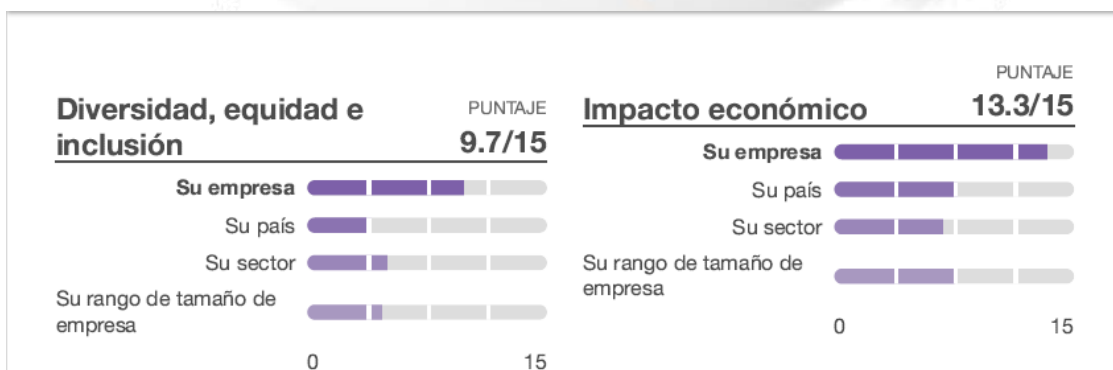 Diversidad, equidad e
inclusión
PUNTAJE
9.7/15
Su empresa
Su país
Su sector
Su rango de tamaño de
empresa
0 15
PUNTAJE
Impacto económico 13.3/15
Su empresa
Su país
Su sector
Su rango de tamaño de
empresa
0 15